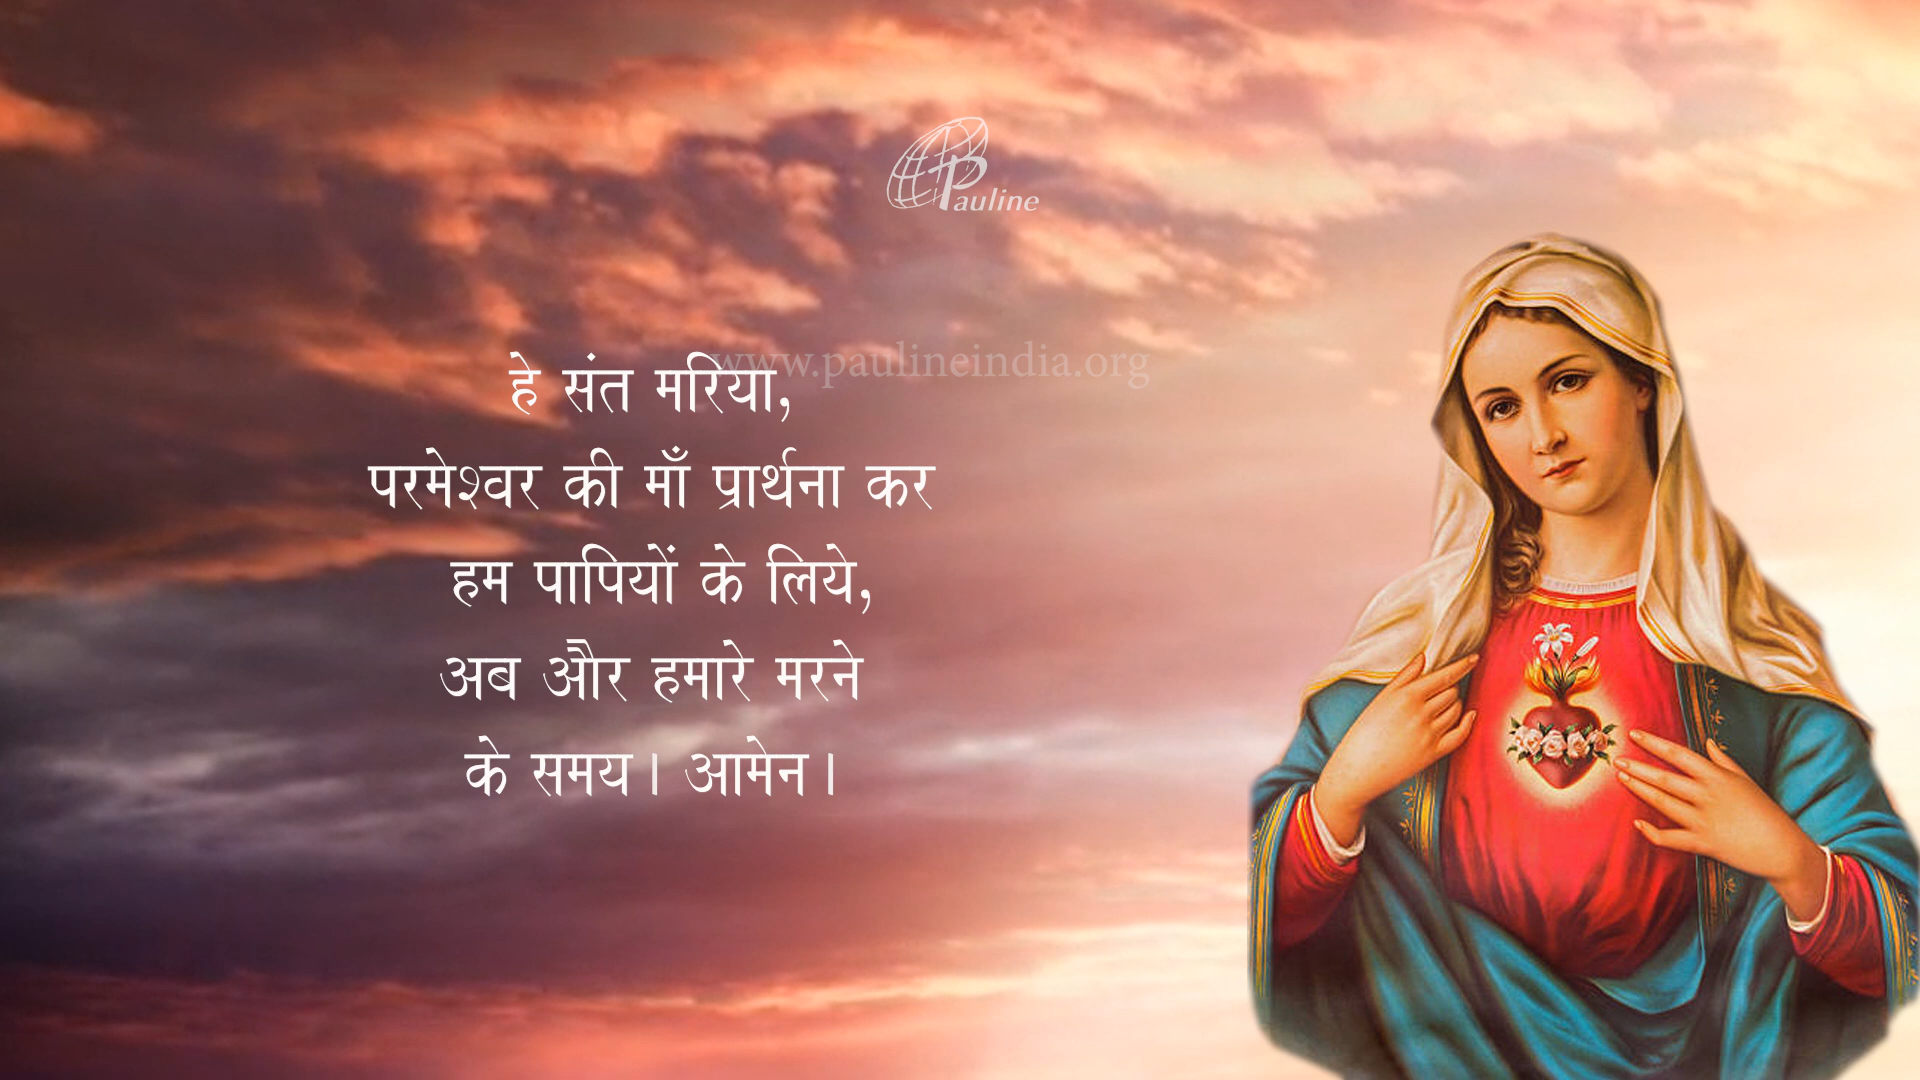 Pauline
www.paulineindia.org
हे संत मरिया,
परमेश्वर की माँ प्रार्थना कर
हम पापियों के लिये,
अब और हमारे मरने
के समय। आमेन।